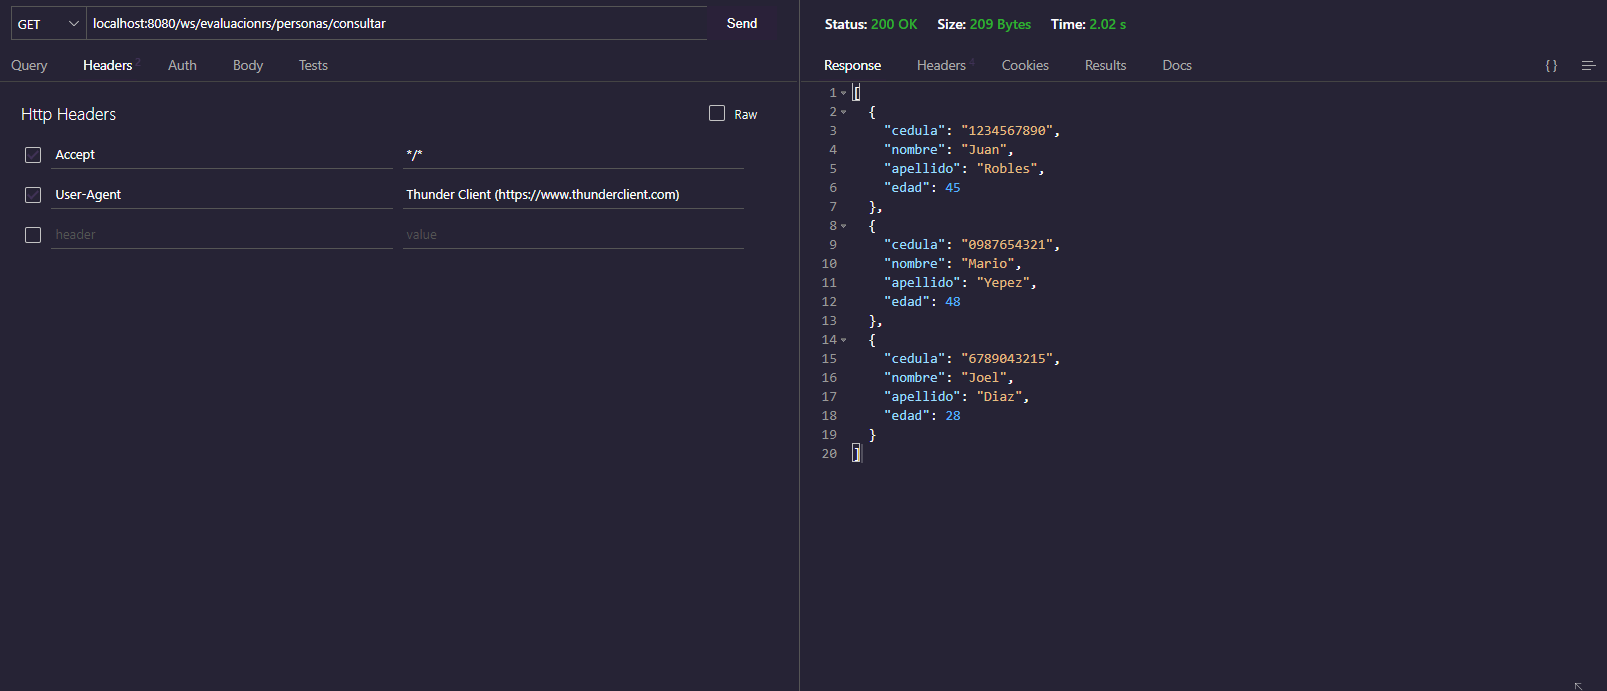 GET localhost:8080/ws/evaluacionrs/personas/consultar Send
Query Headers 2 Auth Body Tests
Http Headers Raw
Accept */*
User-Agent Thunder Client (https://www.thunderclient.com)
header value
Status: 200 OK Size: 209 Bytes Time: 2.02 s
Response Headers 4 Cookies Results Docs {}
1 [
2 {
3 "cedula": "1234567890",
4 "nombre": "Juan",
5 "apellido": "Robles",
6 "edad": 45
7 },
8 {
9 "cedula": "0987654321",
10 "nombre": "Mario",
11 "apellido": "Yepez",
12 "edad": 48
13 },
14 {
15 "cedula": "6789043215",
16 "nombre": "Joel",
17 "apellido": "Diaz",
18 "edad": 28
19 }
20 ]